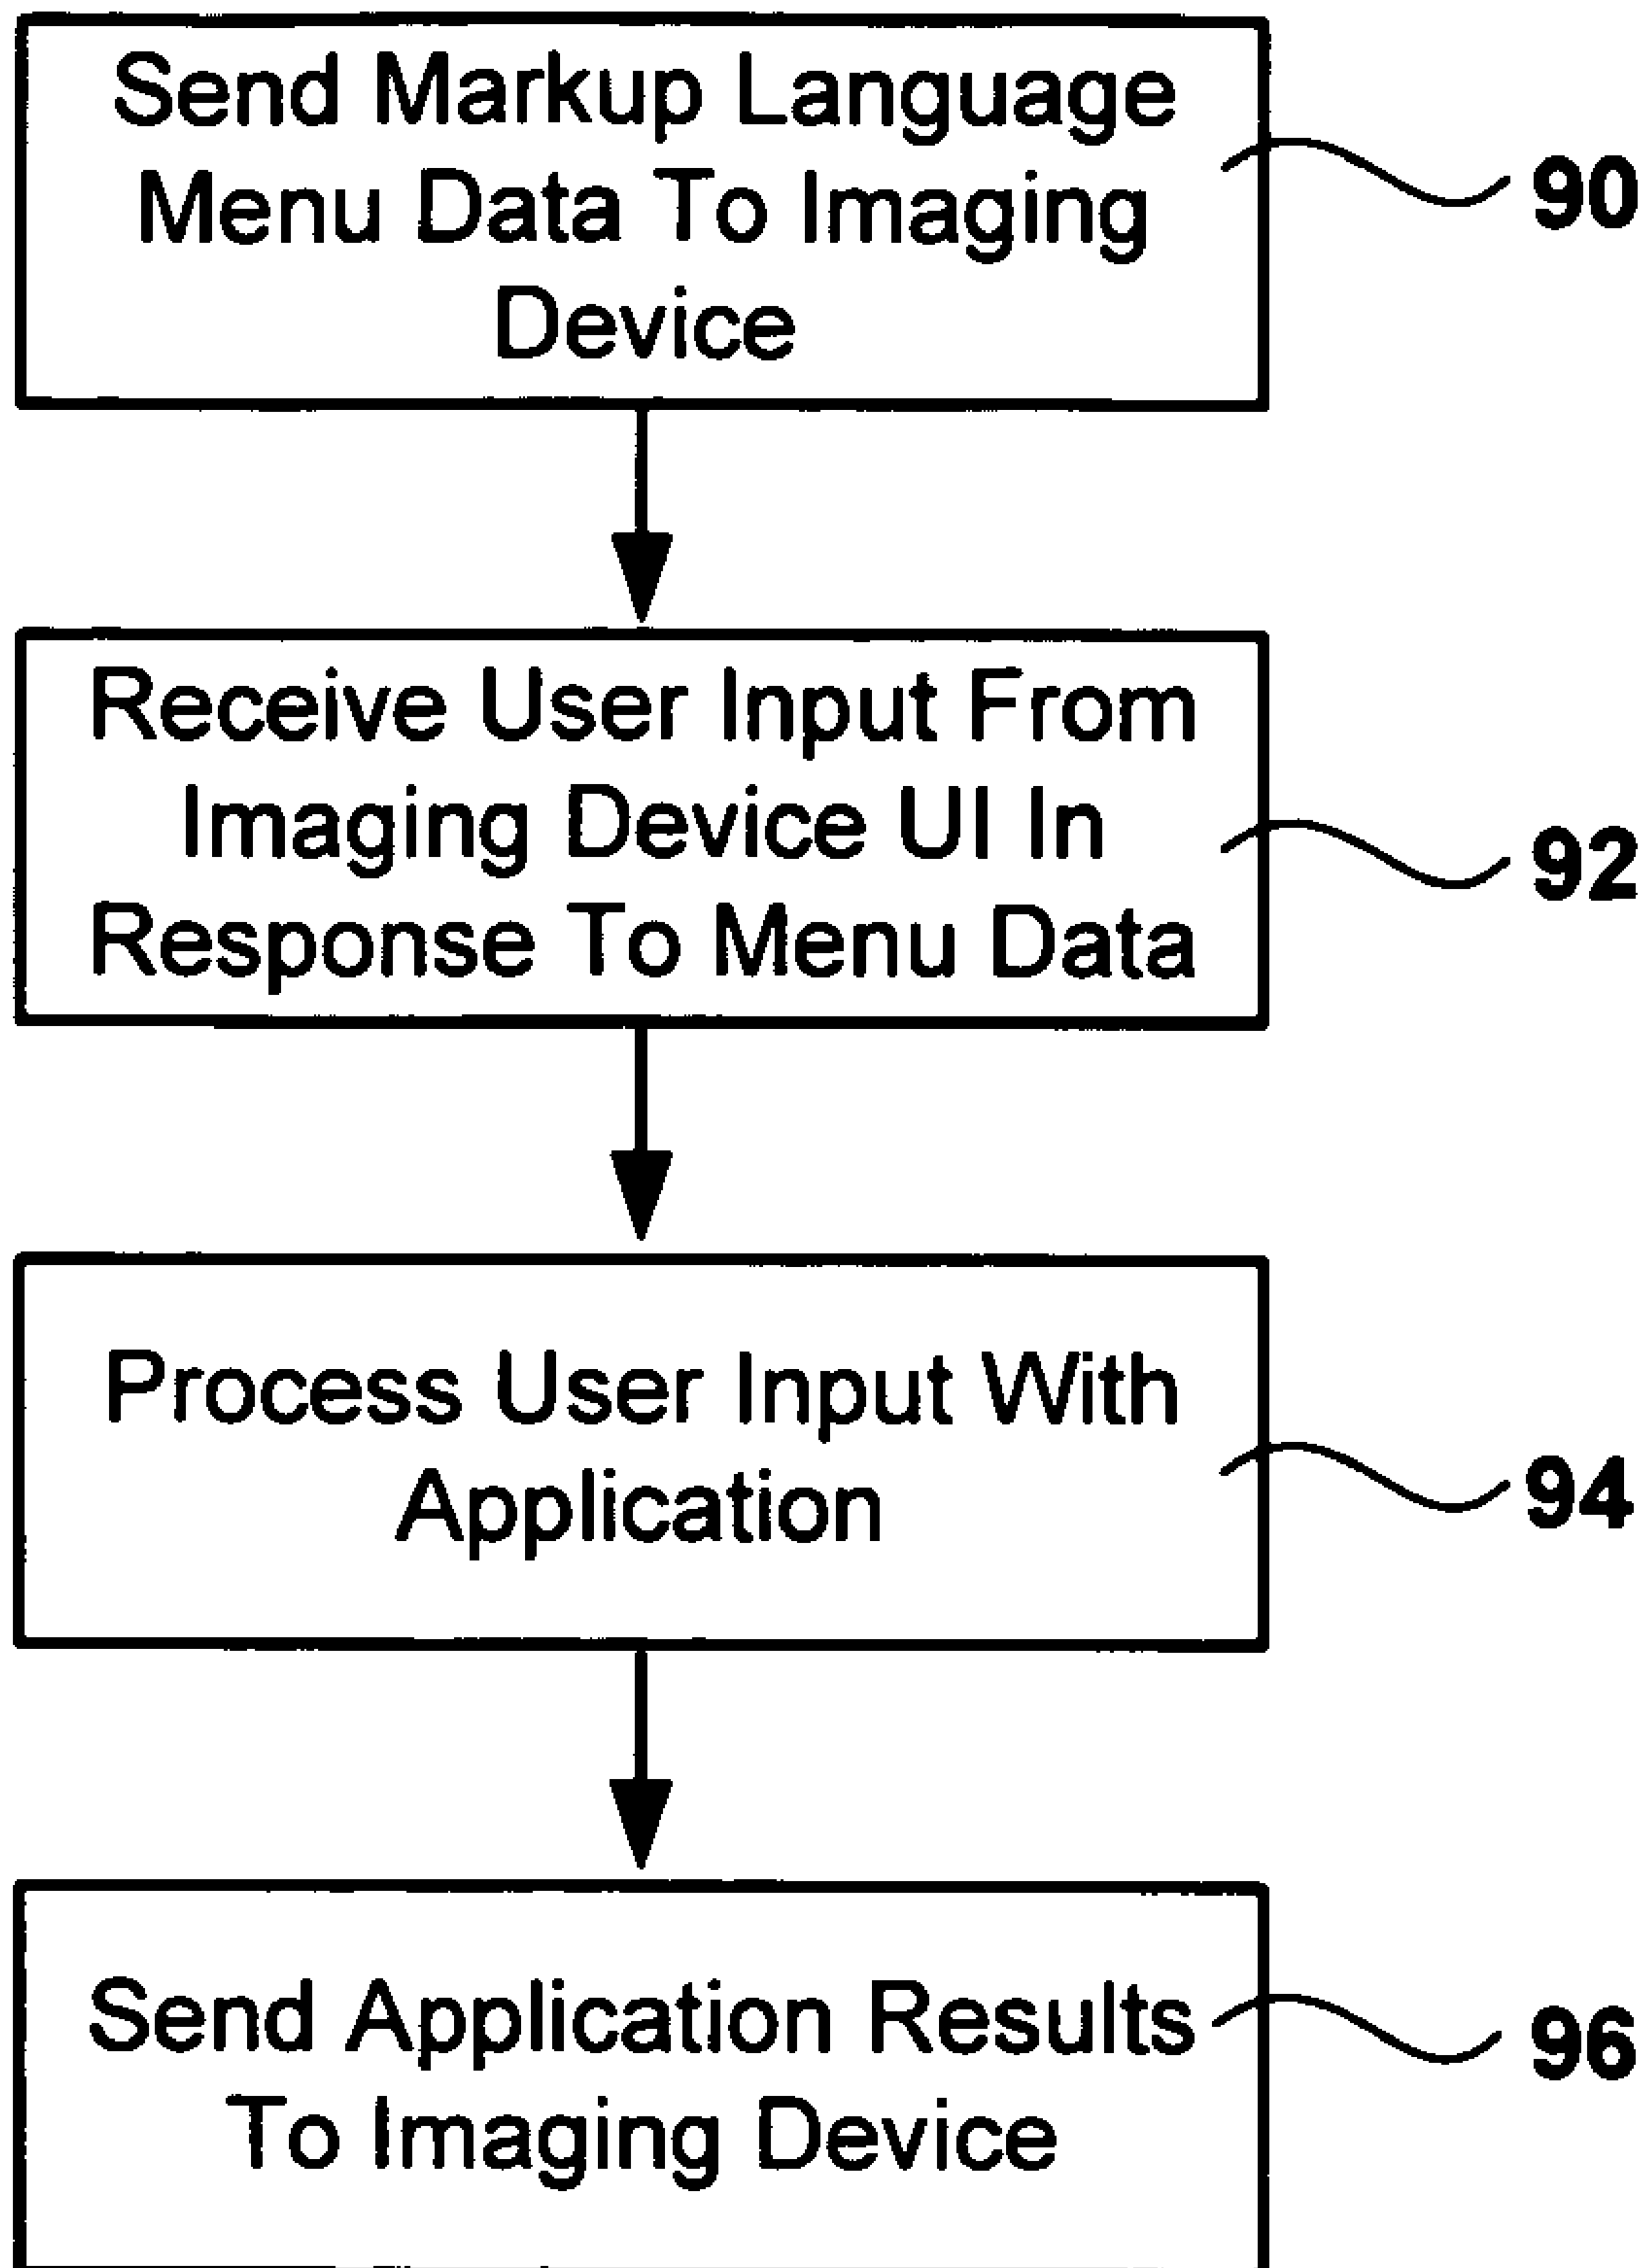 Send Markup Language
Menu Data To Imaging
Device
90
Receive User Input From
Imaging Device UI In
Response To Menu Data
92
Process User Input With
Application
94
Send Application Results
To Imaging Device
96